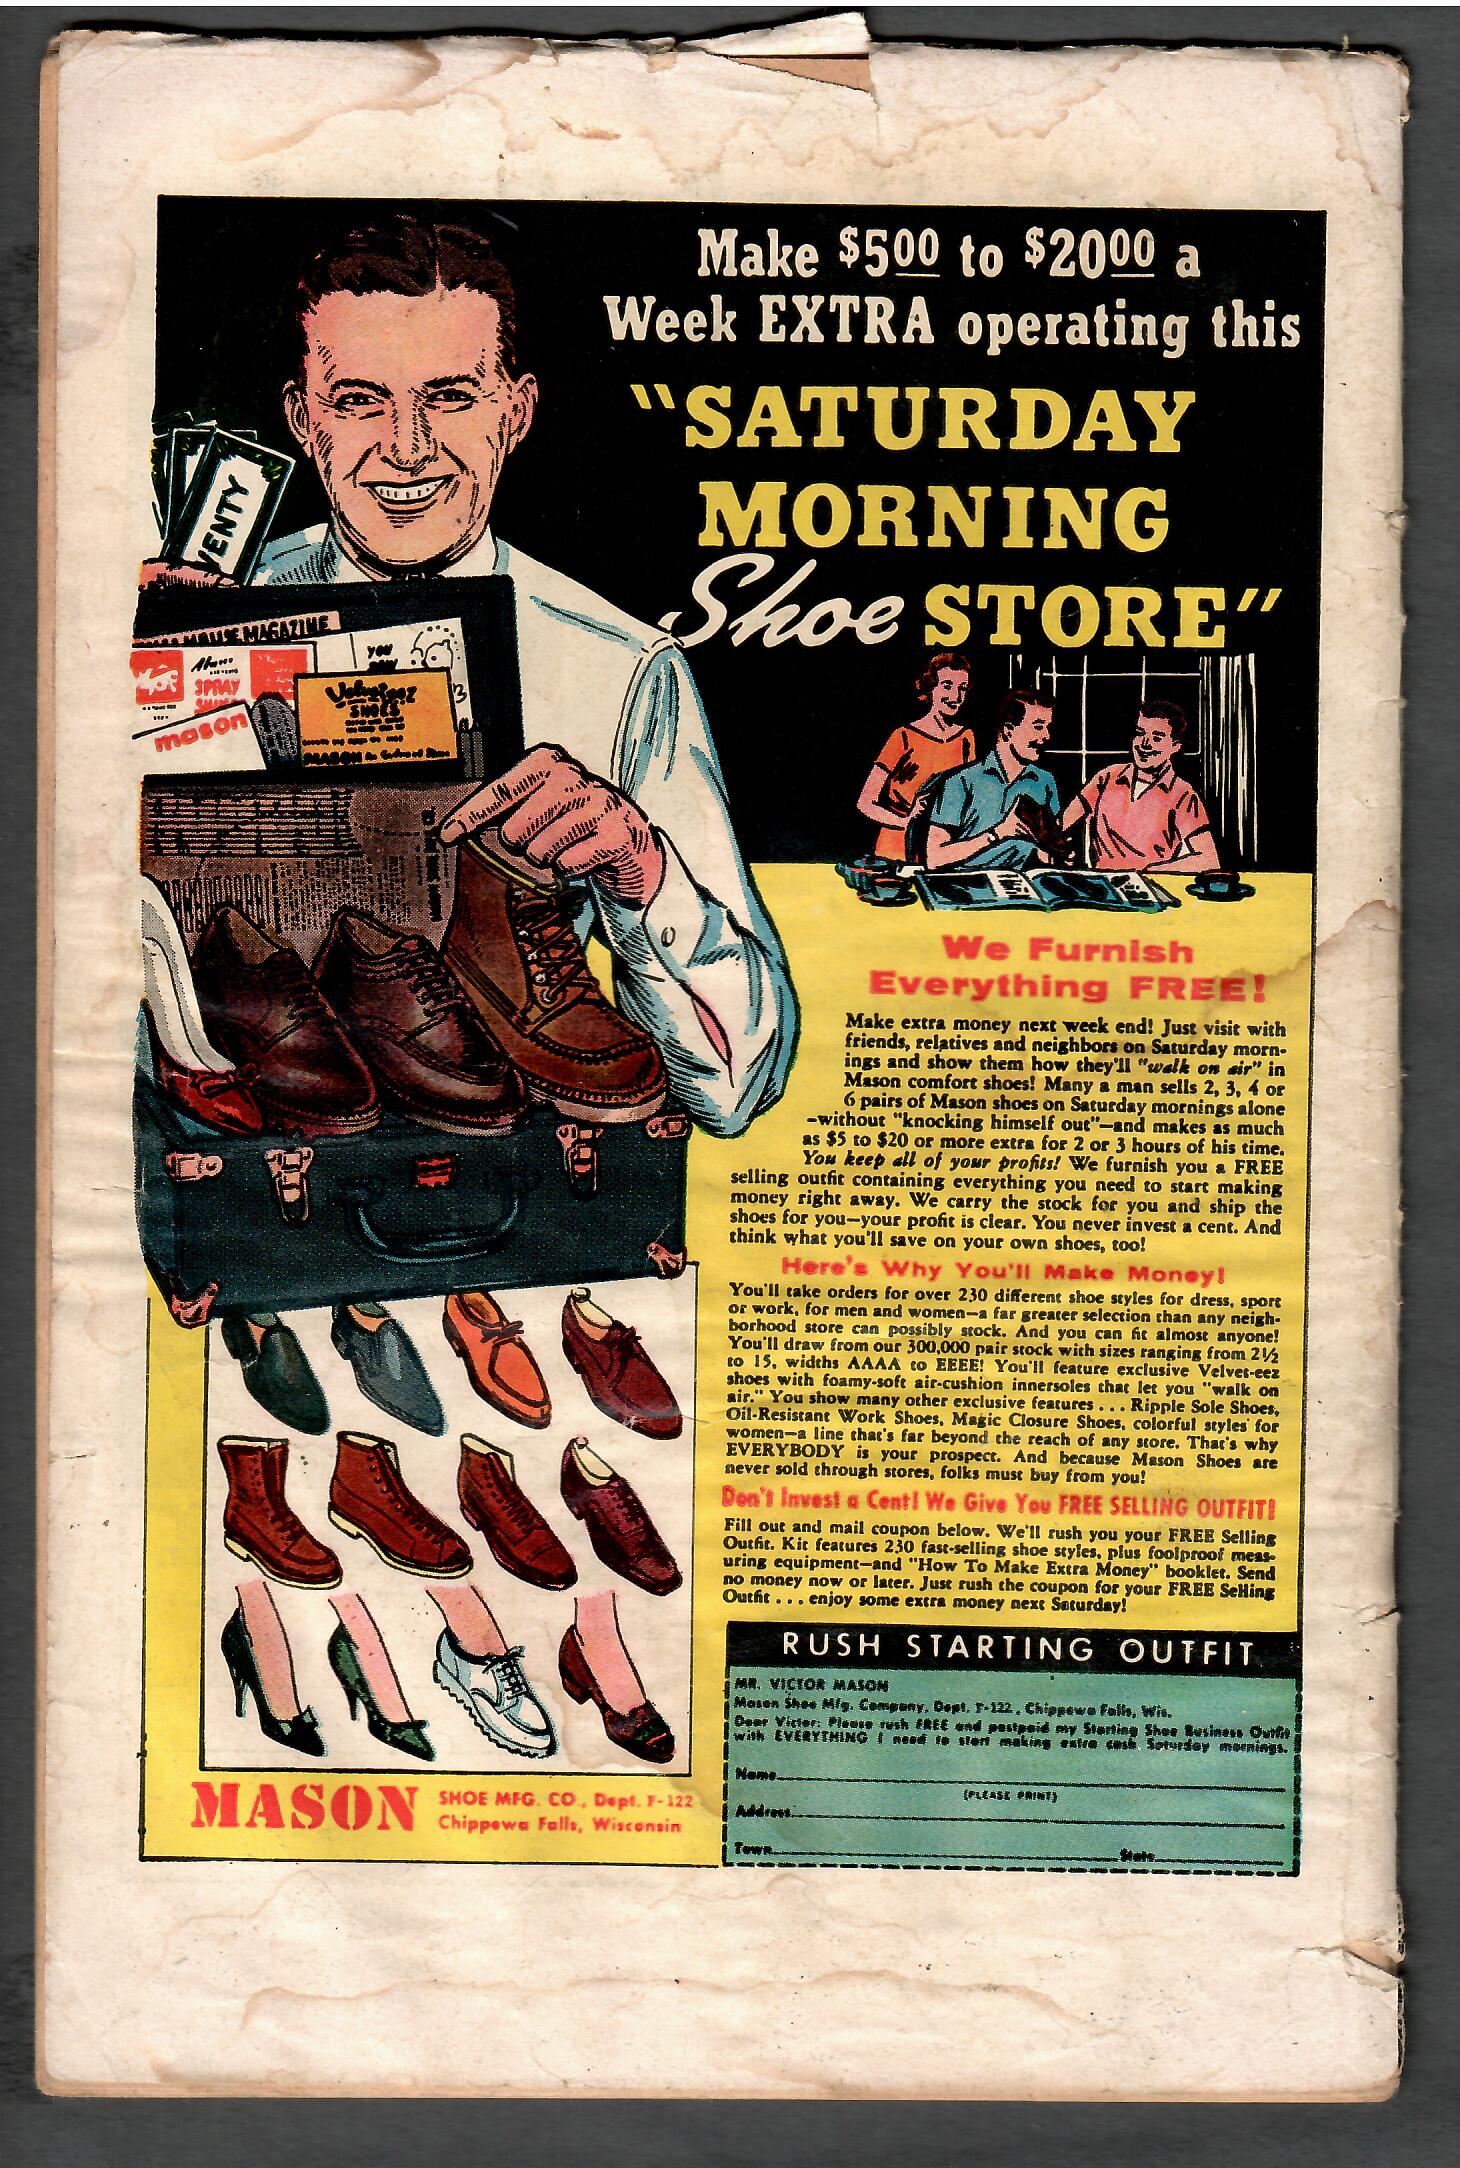 Make $5.00 to $20.00 a
Week EXTRA operating this
"SATURDAY
MORNING
Shoe STORE"
VENTY
MAGAZINE
SPRAY
YOU
mason
Velveteez
SHOES
MASON
We Furnish
Everything FREE!
Make extra money next week end! Just visit with
friends, relatives and neighbors on Saturday morn-
ings and show them how they'll "walk on air" in
Mason comfort shoes! Many a man sells 2, 3, 4 or
6 pairs of Mason shoes on Saturday mornings alone
-without "knocking himself out"-and makes as much
as $5 to $20 or more extra for 2 or 3 hours of his time.
You keep all of your profits! We furnish you a FREE
selling outfit containing everything you need to start making
money right away. We carry the stock for you and ship the
shoes for you-your profit is clear. You never invest a cent. And
think what you'll save on your own shoes, too!
Here's Why You'll Make Money!
You'll take orders for over 230 different shoe styles for dress, sport
or work, for men and women-a far greater selection than any neigh-
borhood store can possibly stock. And you can fit almost anyone!
You'll draw from our 300,000 pair stock with sizes ranging from 2½
to 15, widths AAAA to EEEE! You'll feature exclusive Velvet-eez
shoes with foamy-soft air-cushion innersoles that let you "walk on
air." You show many other exclusive features . . . Ripple Sole Shoes,
Oil-Resistant Work Shoes, Magic Closure Shoes, colorful styles for
women-a line that's far beyond the reach of any store. That's why
EVERYBODY is your prospect. And because Mason Shoes are
never sold through stores, folks must buy from you!
Don't Invest a Cent! We Give You FREE SELLING OUTFIT!
Fill out and mail coupon below. We'll rush you your FREE Selling
Outfit. Kit features 230 fast-selling shoe styles, plus foolproof meas-
uring equipment-and "How To Make Extra Money" booklet. Send
no money now or later. Just rush the coupon for your FREE Selling
Outfit . . . enjoy some extra money next Saturday!
RUSH STARTING OUTFIT
MR. VICTOR MASON
Mason Shoe Mfg. Company, Dept. F-122, Chippewa Falls, Wis.
Dear Victor: Please rush FREE and postpaid my Starting Shoe Business Outfit
with EVERYTHING I need to start making extra cash Saturday mornings.
Name
(PLEASE PRINT)
Address
Town State
MASON SHOE MFG. CO., Dept. F-122
Chippewa Falls, Wisconsin